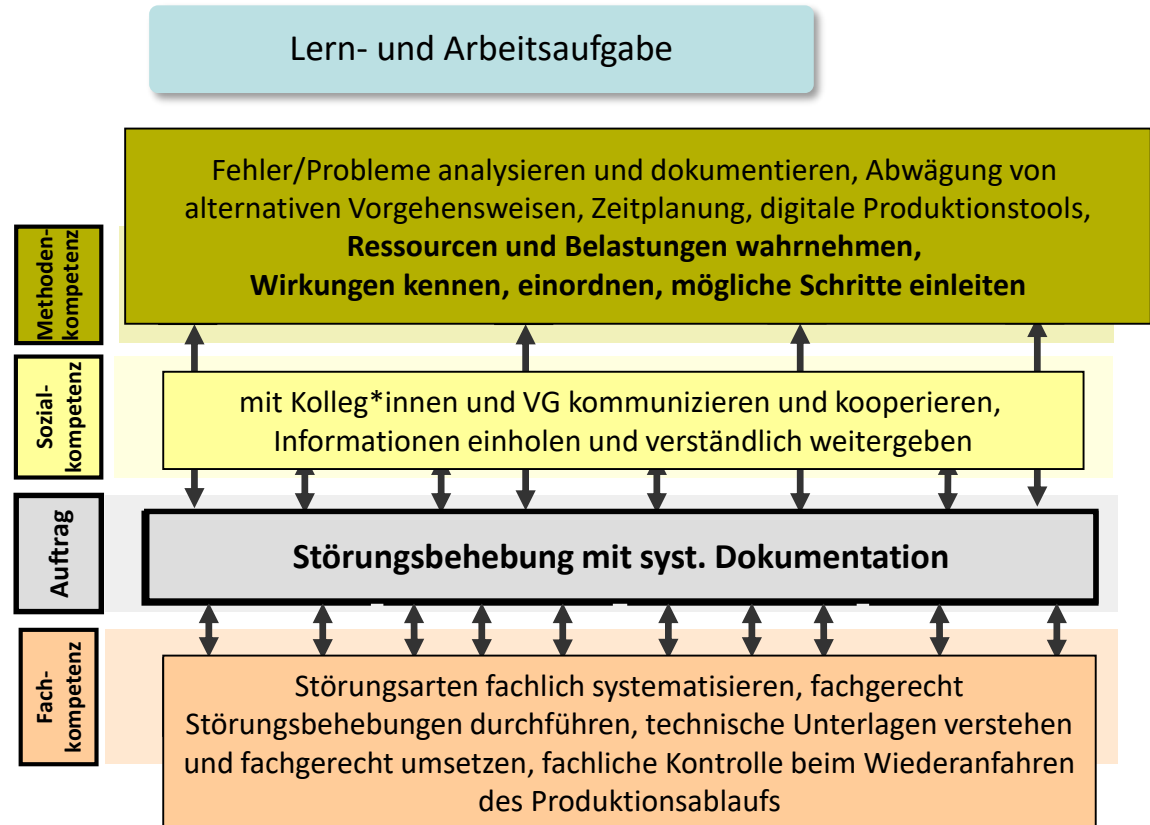 Lern- und Arbeitsaufgabe
Fehler/Probleme analysieren und dokumentieren, Abwägung von
alternativen Vorgehensweisen, Zeitplanung, digitale Produktionstools,
Ressourcen und Belastungen wahrnehmen,
Wirkungen kennen, einordnen, mögliche Schritte einleiten
Methoden-
kompetenz
mit Kolleg*innen und VG kommunizieren und kooperieren,
Informationen einholen und verständlich weitergeben
Sozial-
kompetenz
Störungsbehebung mit syst. Dokumentation
Auftrag
Störungsarten fachlich systematisieren, fachgerecht
Störungsbehebungen durchführen, technische Unterlagen verstehen
und fachgerecht umsetzen, fachliche Kontrolle beim Wiederanfahren
des Produktionsablaufs
Fach-
kompetenz